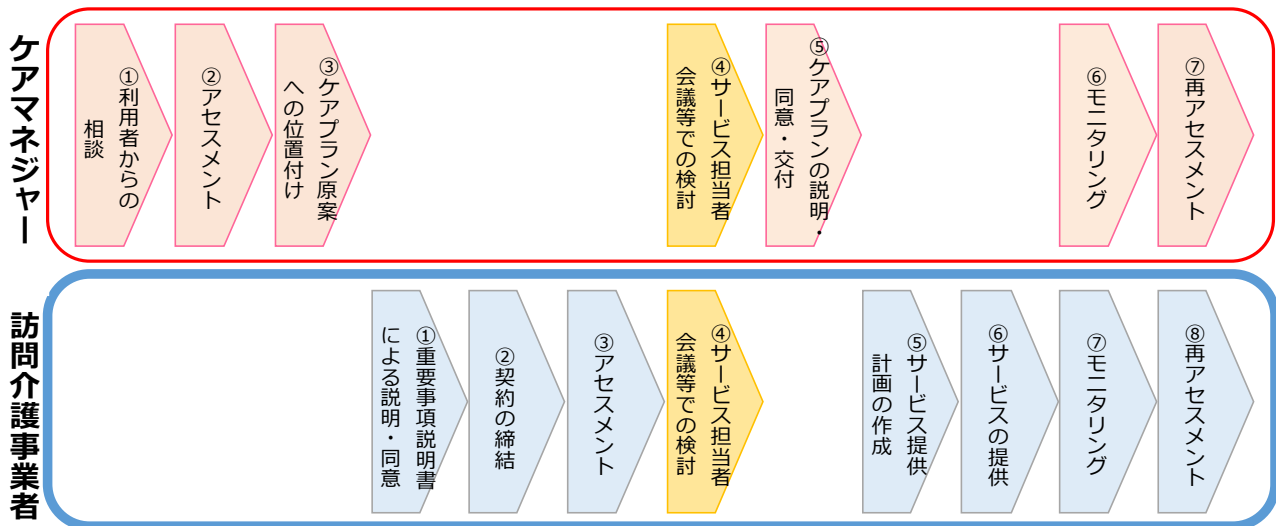 ケアマネジャー
①利用者からの
相談
②アセスメント
③ケアプラン原案
への位置付け
④サービス担当者
会議等での検討
⑤ケアプランの説明・
同意・交付
⑥モニタリング
⑦再アセスメント
訪問介護事業者
①重要事項説明書
による説明・同意
②契約の締結
③アセスメント
④サービス担当者
会議等での検討
⑤サービス提供
計画の作成
⑥サービスの提供
⑦モニタリング
⑧再アセスメント